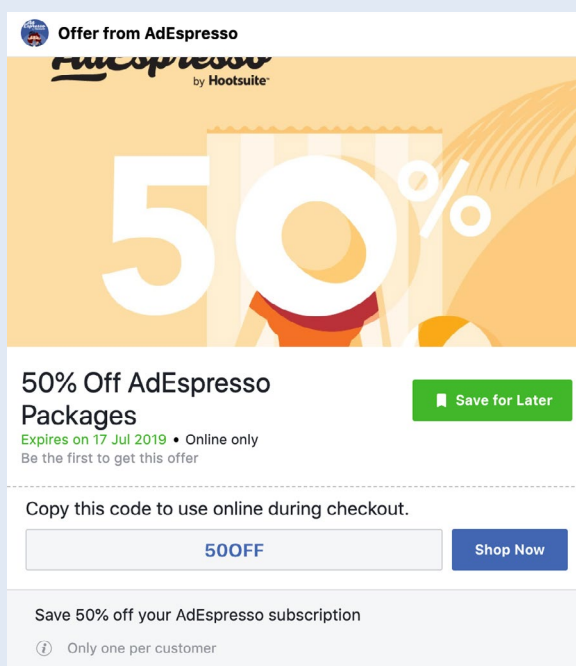 Offer from AdEspresso
AdEspresso
by Hootsuite™
50%
50% Off AdEspresso
Packages
Save for Later
Expires on 17 Jul 2019 • Online only
Be the first to get this offer
Copy this code to use online during checkout.
50OFF
Shop Now
Save 50% off your AdEspresso subscription
Only one per customer